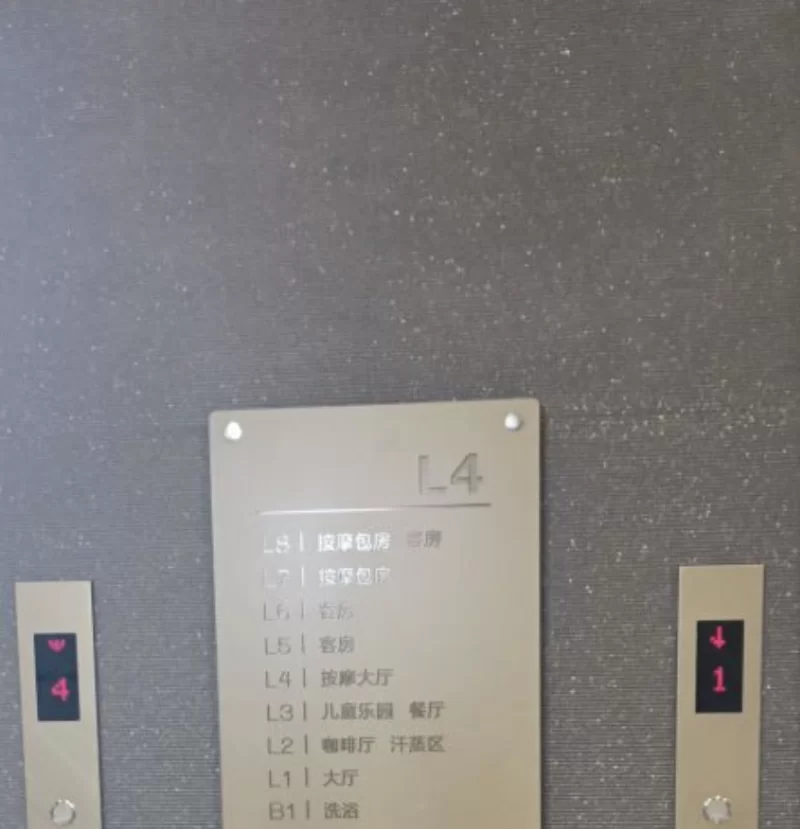 L4
L8 | 按摩包房 客房
L7 | 按摩包房
L6 | 客房
L5 | 客房
L4 | 按摩大厅
L3 | 儿童乐园 餐厅
L2 | 咖啡厅 汗蒸区
L1 | 大厅
B1 | 洗浴
4
1